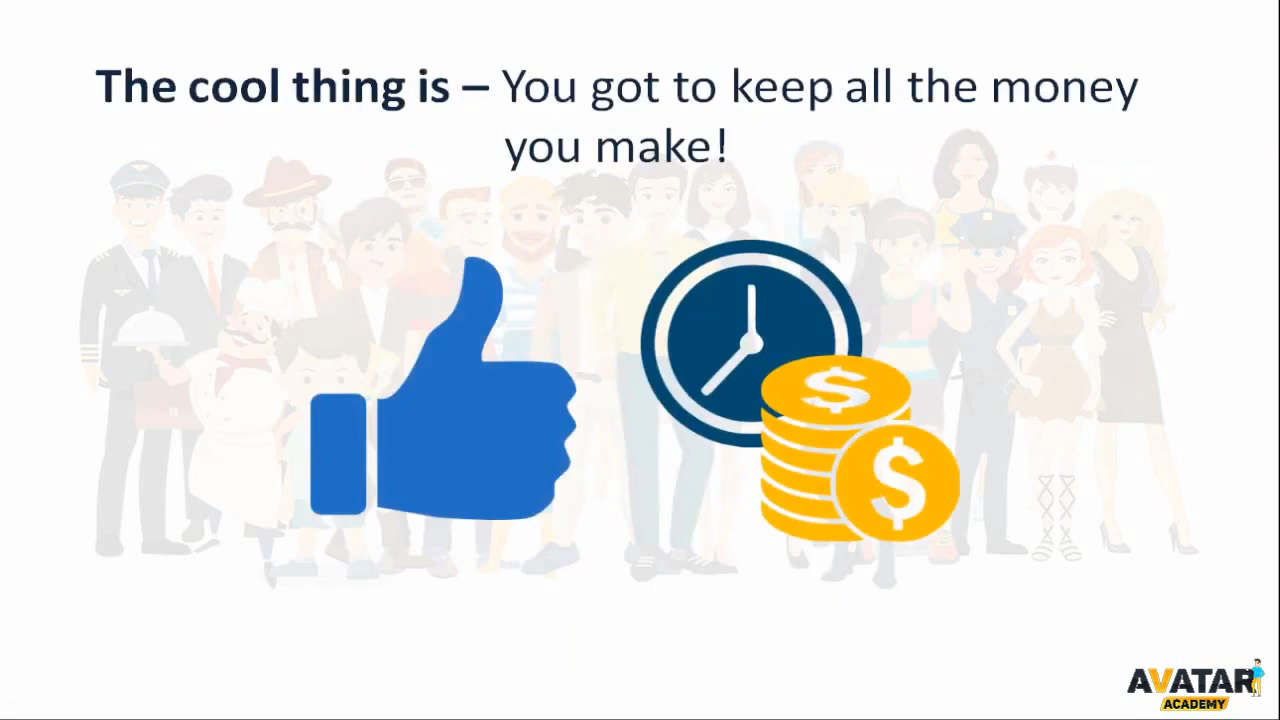 The cool thing is – You got to keep all the money
you make!
$
$
AVATAR
ACADEMY